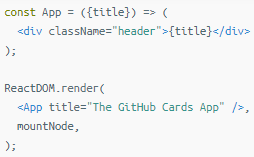 const App = ({title}) => (
  <div className="header">{title}</div>
);

ReactDOM.render(
  <App title="The GitHub Cards App" />,
  mountNode,
);